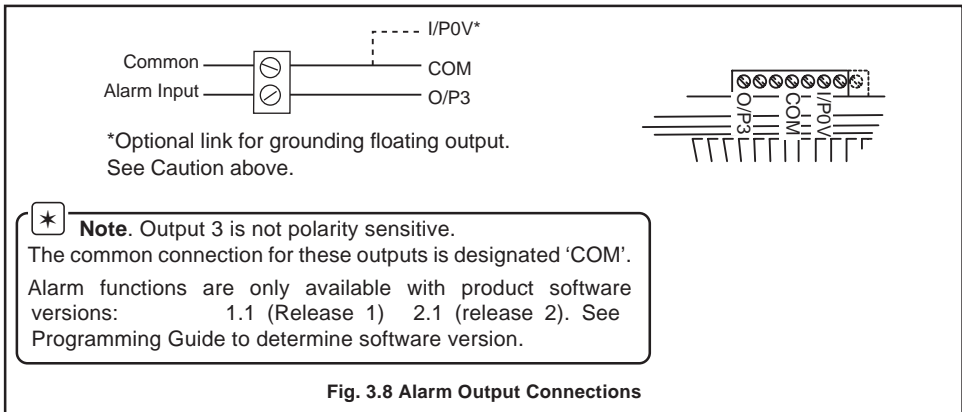 I/P0V*
Common
COM
Alarm Input
O/P3
*Optional link for grounding floating output.
See Caution above.
O/P3
COM
I/P0V
Note. Output 3 is not polarity sensitive.
The common connection for these outputs is designated ‘COM’.
Alarm functions are only available with product software
versions: 1.1 (Release 1) 2.1 (release 2). See
Programming Guide to determine software version.
Fig. 3.8 Alarm Output Connections